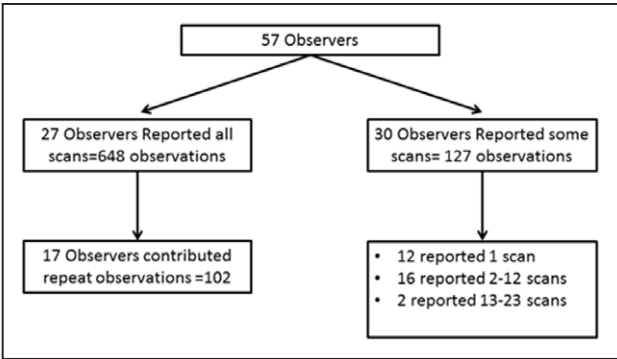 57 Observers
27 Observers Reported all
scans=648 observations
30 Observers Reported some
scans= 127 observations
17 Observers contributed
repeat observations =102
• 12 reported 1 scan
• 16 reported 2-12 scans
• 2 reported 13-23 scans